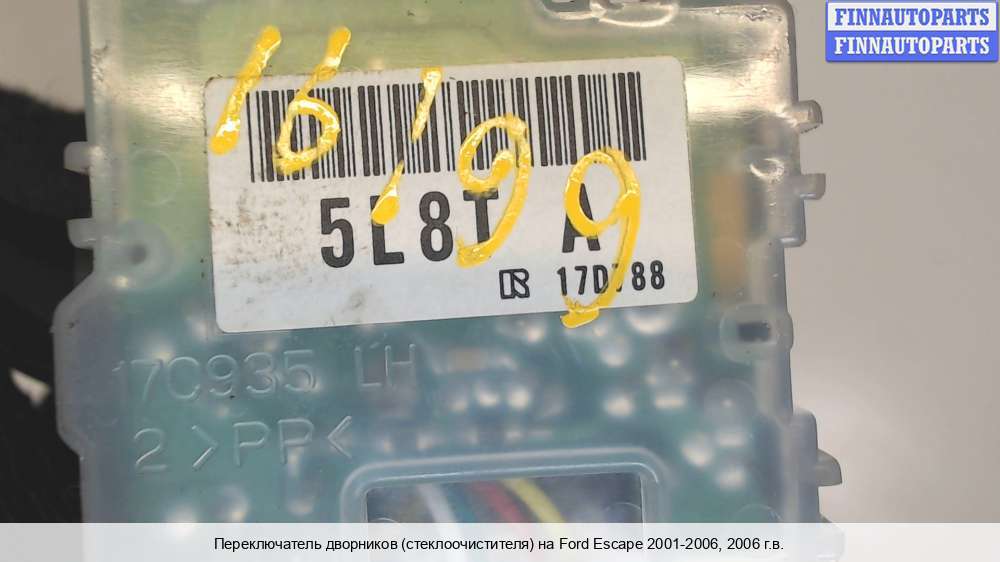 FINNAUTOPARTS
FINNAUTOPARTS
16:99
5L8T A
17D788
17C935 LH
2 >PP<
Переключатель дворников (стеклоочистителя) на Ford Escape 2001-2006, 2006 г.в.